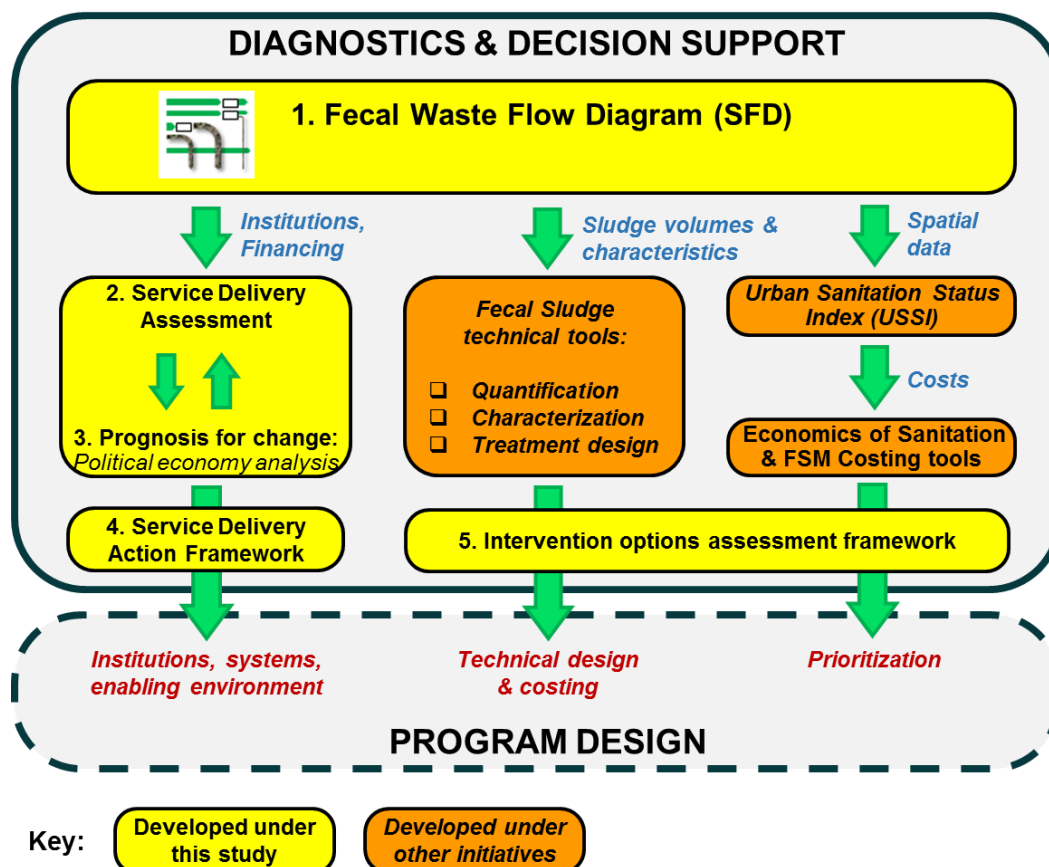 DIAGNOSTICS & DECISION SUPPORT
1. Fecal Waste Flow Diagram (SFD)
Institutions,
Financing
Sludge volumes &
characteristics
Spatial
data
2. Service Delivery
Assessment
3. Prognosis for change:
Political economy analysis
Fecal Sludge
technical tools:
❑ Quantification
❑ Characterization
❑ Treatment design
Urban Sanitation Status
Index (USSI)
Costs
Economics of Sanitation
& FSM Costing tools
4. Service Delivery
Action Framework
5. Intervention options assessment framework
Institutions, systems,
enabling environment
Technical design
& costing
Prioritization
PROGRAM DESIGN
Key:
Developed under
this study
Developed under
other initiatives